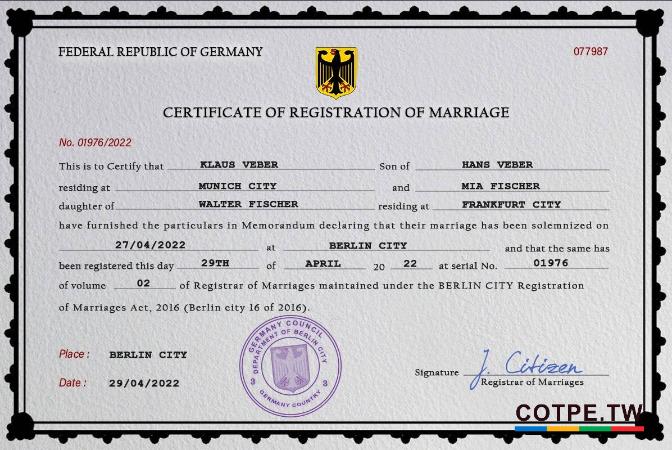 FEDERAL REPUBLIC OF GERMANY 077987
CERTIFICATE OF REGISTRATION OF MARRIAGE
No. 01976/2022
This is to Certify that KLAUS VEBER Son of HANS VEBER
residing at MUNICH CITY and MIA FISCHER
daughter of WALTER FISCHER residing at FRANKFURT CITY
have furnished the particulars in Memorandum declaring that their marriage has been solemnized on
27/04/2022 at BERLIN CITY and that the same has
been registered this day 29TH of APRIL 20 22 at serial No. 01976
of volume 02 of Registrar of Marriages maintained under the BERLIN CITY Registration
of Marriages Act, 2016 (Berlin city 16 of 2016).
GERMANY COUNCIL
DEPARTMENT OF BERLIN CITY
3 3
GERMANY COUNTRY
Place : BERLIN CITY
Date : 29/04/2022
Signature J. Citizen
Registrar of Marriages
COTPE.TW